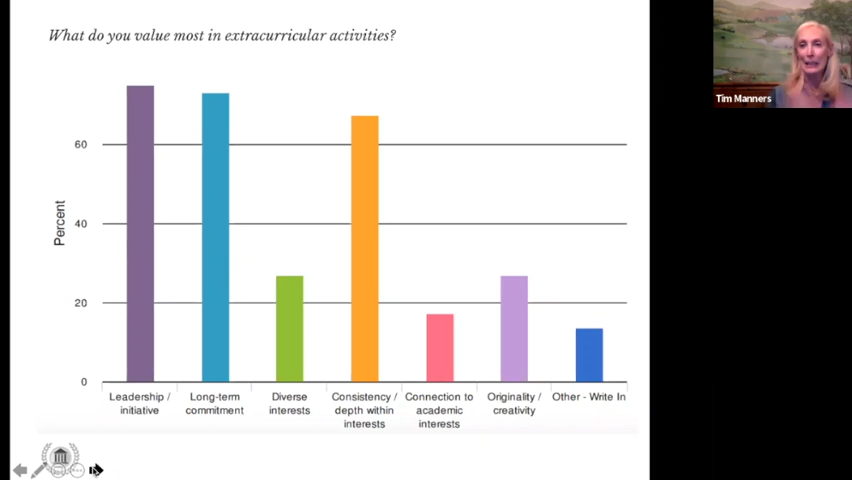 What do you value most in extracurricular activities?
Tim Manners
Percent
60
40
20
0
Leadership /
initiative
Long-term
commitment
Diverse
interests
Consistency /
depth within
interests
Connection to
academic
interests
Originality /
creativity
Other - Write In